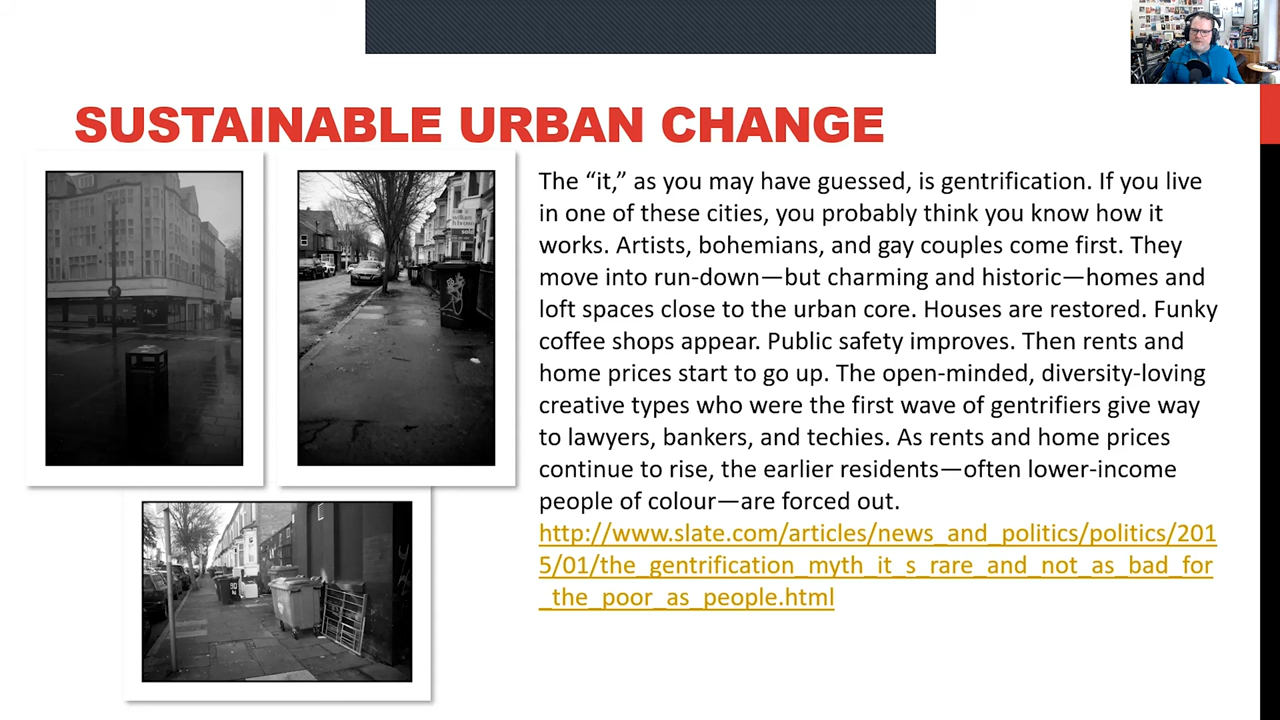 SUSTAINABLE URBAN CHANGE
The “it,” as you may have guessed, is gentrification. If you live
in one of these cities, you probably think you know how it
works. Artists, bohemians, and gay couples come first. They
move into run-down—but charming and historic—homes and
loft spaces close to the urban core. Houses are restored. Funky
coffee shops appear. Public safety improves. Then rents and
home prices start to go up. The open-minded, diversity-loving
creative types who were the first wave of gentrifiers give way
to lawyers, bankers, and techies. As rents and home prices
continue to rise, the earlier residents—often lower-income
people of colour—are forced out.
http://www.slate.com/articles/news_and_politics/politics/201
5/01/the_gentrification_myth_it_s_rare_and_not_as_bad_for
_the_poor_as_people.html
sold
90